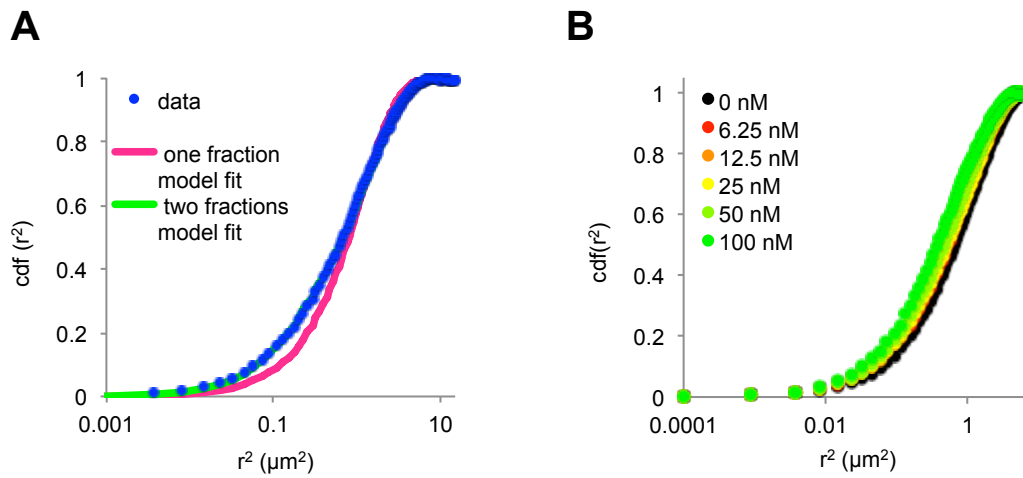 A
1
0.8
0.6
0.4
0.2
0
cdf (r²)
data
one fraction
model fit
two fractions
model fit
0.001
0.1
10
r² (µm²)
B
1
0.8
0.6
0.4
0.2
0
cdf(r²)
0 nM
6.25 nM
12.5 nM
25 nM
50 nM
100 nM
0.0001
0.01
1
r² (µm²)